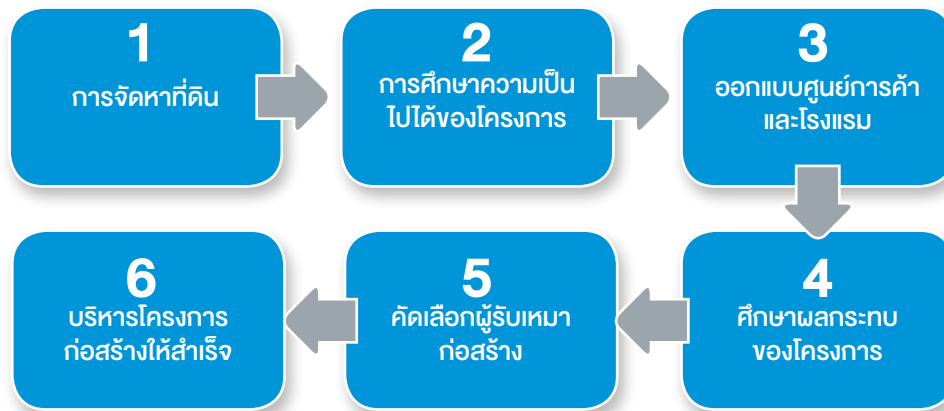 1
การจัดหาที่ดิน
2
การศึกษาความเป็น
ไปได้ของโครงการ
3
ออกแบบศูนย์การค้า
และโรงแรม
4
ศึกษาผลกระทบ
ของโครงการ
5
คัดเลือกผู้รับเหมา
ก่อสร้าง
6
บริหารโครงการ
ก่อสร้างให้สำเร็จ